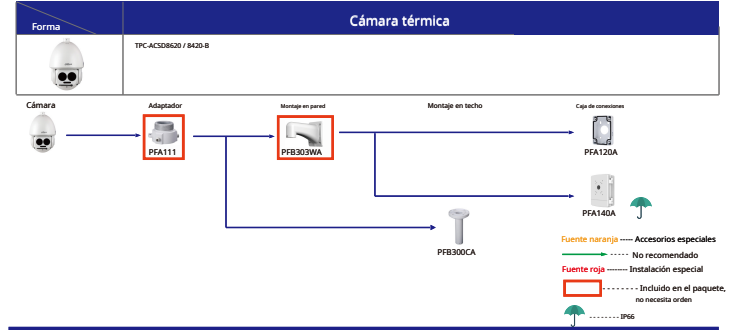 Forma
Cámara térmica
TPC-ACSD8620 / 8420-B
Cámara
Adaptador
Montaje en pared
Montaje en techo
Caja de conexiones
PFA111
PFB303WA
PFA120A
PFA140A
PFB300CA
Fuente naranja ----- Accesorios especiales
----- No recomendado
Fuente roja -------- Instalación especial
-------- Incluido en el paquete,
no necesita orden
-------- IP66